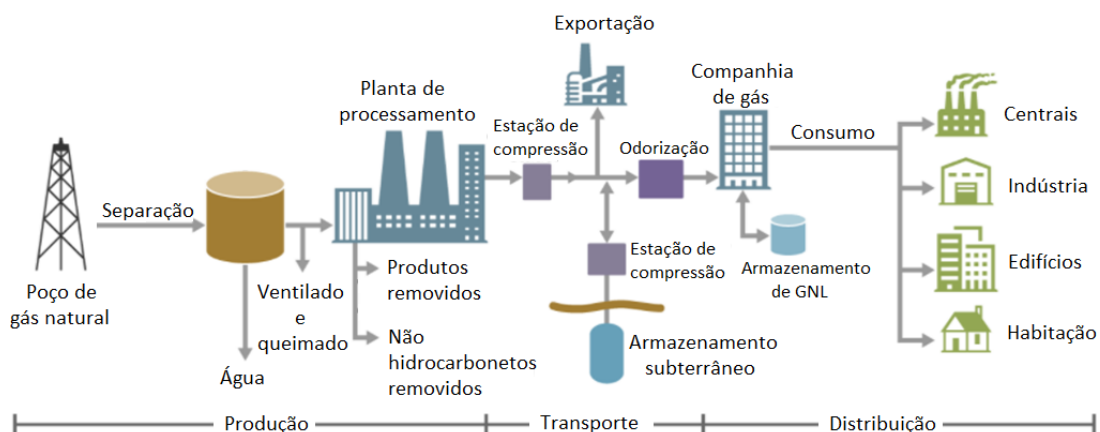 Exportação
Companhia
de gás
Planta de
processamento
Estação de
compressão
Odorização
Consumo
Centrais
Indústria
Separação
Poço de
gás natural
Produtos
removidos
Ventilado
e
queimado
Não
hidrocarbonetos
removidos
Água
Estação de
compressão
Armazenamento
subterrâneo
Armazenamento
de GNL
Edifícios
Habitação
Produção
Transporte
Distribuição